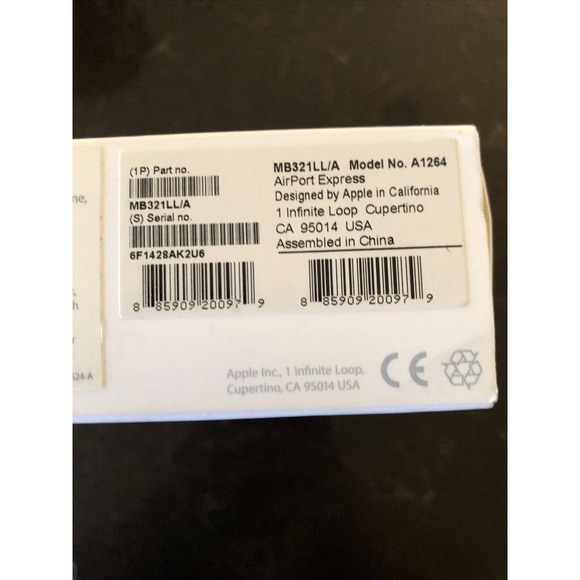 ne,
h
r
524-A
(1P) Part no.
MB321LL/A
(S) Serial no.
6F1428AK2U6
8 85909 20097 9
MB321LL/A Model No. A1264
AirPort Express
Designed by Apple in California
1 Infinite Loop Cupertino
CA 95014 USA
Assembled in China
8 85909 20097 9
Apple Inc., 1 Infinite Loop,
Cupertino, CA 95014 USA
CE